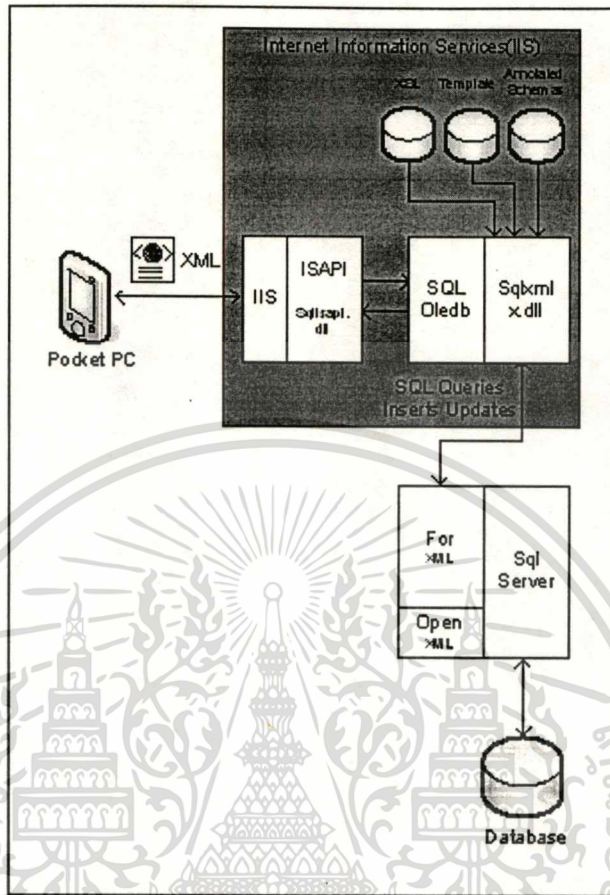 Internet Information Services(IIS)
XSL
Template
Annotated
Schemas
XML
Pocket PC
IIS
ISAPI
Sqlisapi.
dll
SQL
Oledb
Sqlxml
x.dll
SQL Queries
Inserts Updates
For
XML
Open
XML
Sql
Server
Database